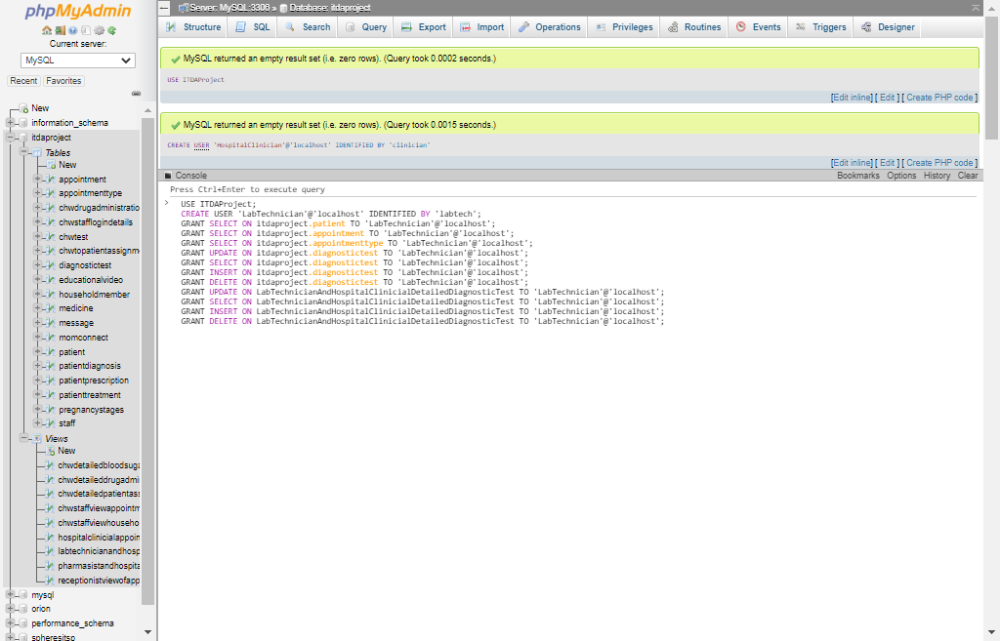 phpMyAdmin
Current server:
MySQL
Recent Favorites
New
information_schema
itdaproject
Tables
New
appointment
appointmenttype
chwdrugadministratio
chwstafflogindetails
chwtest
chwtopatientassignm
diagnostictest
educationalvideo
householdmember
medicine
message
momconnect
patient
patientdiagnosis
patientprescription
patienttreatment
pregnancystages
staff
Views
New
chwdetailedbloodsuga
chwdetaileddrugadmi
chwdetailedpatientass
chwstaffviewappointm
chwstaffviewhouseho
hospitalclinicialappoin
labtechnicianandhosp
pharmasistandhospita
receptionistviewofapp
mysql
orion
performance_schema
spheresitsp
Server: MySQL:3308 » Database: itdaproject
Structure SQL Search Query Export Import Operations Privileges Routines Events Triggers Designer
MySQL returned an empty result set (i.e. zero rows). (Query took 0.0002 seconds.)
USE ITDAProject
[Edit inline] [ Edit ] [ Create PHP code ]
MySQL returned an empty result set (i.e. zero rows). (Query took 0.0015 seconds.)
CREATE USER 'HospitalClinician'@'localhost' IDENTIFIED BY 'clinician'
[Edit inline] [ Edit ] [ Create PHP code ]
Console Bookmarks Options History Clear
Press Ctrl+Enter to execute query
> USE ITDAProject;
CREATE USER 'LabTechnician'@'localhost' IDENTIFIED BY 'labtech';
GRANT SELECT ON itdaproject.patient TO 'LabTechnician'@'localhost';
GRANT SELECT ON itdaproject.appointment TO 'LabTechnician'@'localhost';
GRANT SELECT ON itdaproject.appointmenttype TO 'LabTechnician'@'localhost';
GRANT UPDATE ON itdaproject.diagnostictest TO 'LabTechnician'@'localhost';
GRANT SELECT ON itdaproject.diagnostictest TO 'LabTechnician'@'localhost';
GRANT INSERT ON itdaproject.diagnostictest TO 'LabTechnician'@'localhost';
GRANT DELETE ON itdaproject.diagnostictest TO 'LabTechnician'@'localhost';
GRANT UPDATE ON LabTechnicianAndHospitalClinicialDetailedDiagnosticTest TO 'LabTechnician'@'localhost';
GRANT SELECT ON LabTechnicianAndHospitalClinicialDetailedDiagnosticTest TO 'LabTechnician'@'localhost';
GRANT INSERT ON LabTechnicianAndHospitalClinicialDetailedDiagnosticTest TO 'LabTechnician'@'localhost';
GRANT DELETE ON LabTechnicianAndHospitalClinicialDetailedDiagnosticTest TO 'LabTechnician'@'localhost';